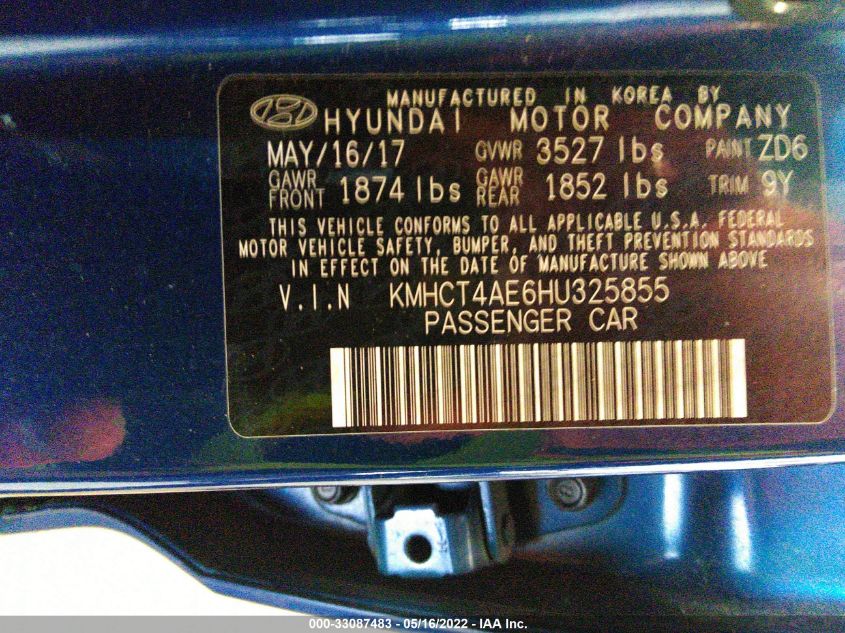 MANUFACTURED IN KOREA BY
HYUNDAI MOTOR COMPANY
MAY/16/17 GVWR 3527 lbs PAINT ZD6
GAWR FRONT 1874 lbs GAWR REAR 1852 lbs TRIM 9Y
THIS VEHICLE CONFORMS TO ALL APPLICABLE U.S.A. FEDERAL
MOTOR VEHICLE SAFETY, BUMPER, AND THEFT PREVENTION STANDARDS
IN EFFECT ON THE DATE OF MANUFACTURE SHOWN ABOVE
V.I.N KMHCT4AE6HU325855
PASSENGER CAR
000-33087483 - 05/16/2022 - IAA Inc.